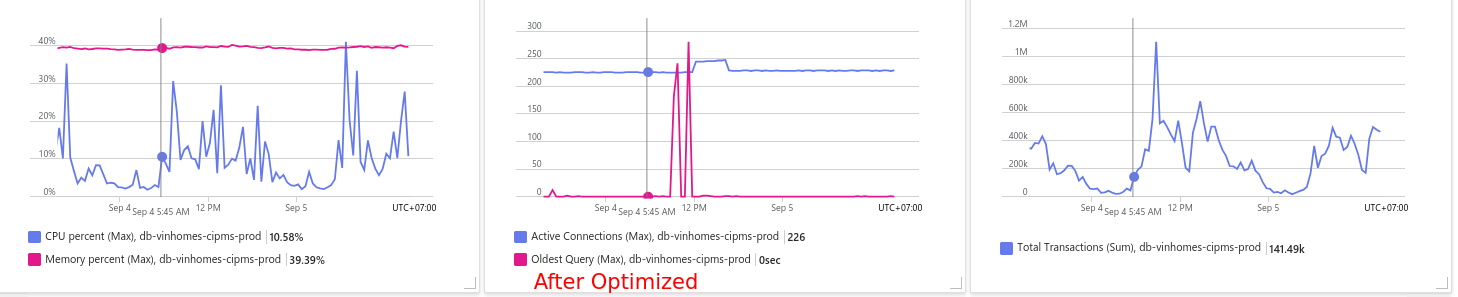 40%
30%
20%
10%
0%
Sep 4
Sep 4 5:45 AM
12 PM
Sep 5
UTC+07:00
CPU percent (Max), db-vinhomes-cipms-prod
10.58%
Memory percent (Max), db-vinhomes-cipms-prod
39.39%
300
250
200
150
100
50
0
Sep 4
Sep 4 5:45 AM
12 PM
Sep 5
UTC+07:00
Active Connections (Max), db-vinhomes-cipms-prod
226
Oldest Query (Max), db-vinhomes-cipms-prod
0sec
After Optimized
1.2M
1M
800k
600k
400k
200k
0
Sep 4
Sep 4 5:45 AM
12 PM
Sep 5
UTC+07:00
Total Transactions (Sum), db-vinhomes-cipms-prod
141.49k